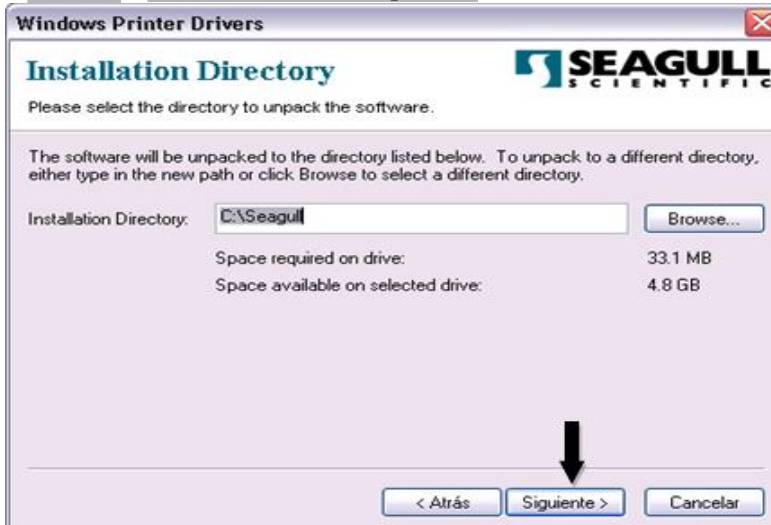 Windows Printer Drivers
Installation Directory
SEAGULL
SCIENTIFIC
Please select the directory to unpack the software.
The software will be unpacked to the directory listed below. To unpack to a different directory,
either type in the new path or click Browse to select a different directory.
Installation Directory: C:\Seagull Browse...
Space required on drive: 33.1 MB
Space available on selected drive: 4.8 GB
< Atrás Siguiente > Cancelar